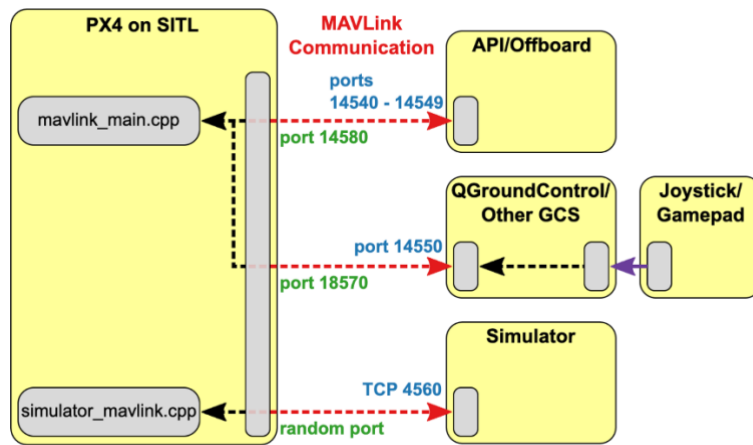 PX4 on SITL
mavlink_main.cpp
simulator_mavlink.cpp
MAVLink
Communication
ports
14540 - 14549
port 14580
port 14550
port 18570
TCP 4560
random port
API/Offboard
QGroundControl/
Other GCS
Joystick/
Gamepad
Simulator